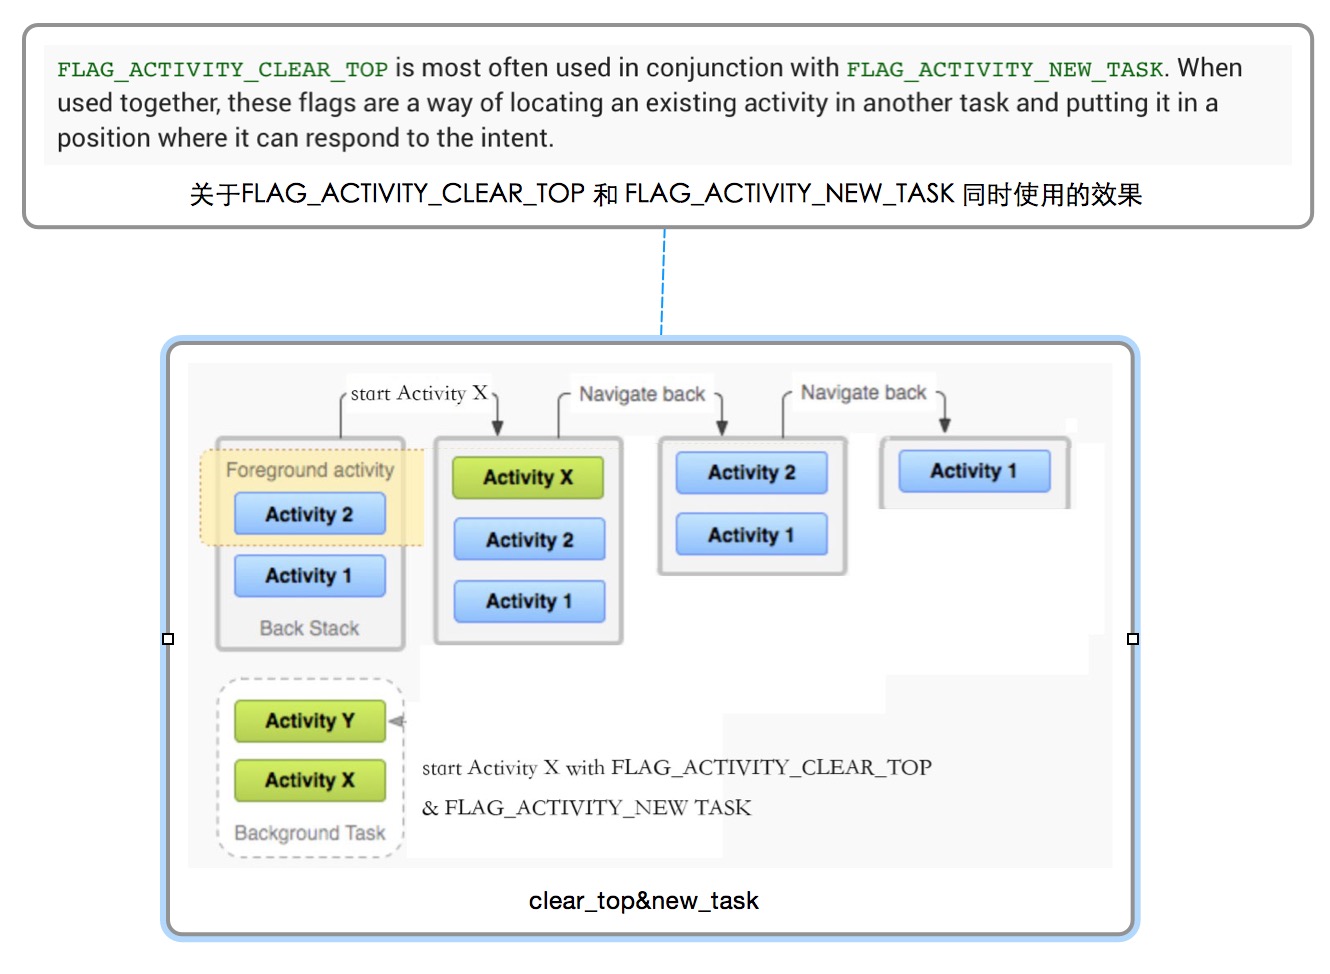 FLAG_ACTIVITY_CLEAR_TOP is most often used in conjunction with FLAG_ACTIVITY_NEW_TASK. When
used together, these flags are a way of locating an existing activity in another task and putting it in a
position where it can respond to the intent.
关于FLAG_ACTIVITY_CLEAR_TOP 和 FLAG_ACTIVITY_NEW_TASK 同时使用的效果
start Activity X
Navigate back
Navigate back
Foreground activity
Activity 2
Activity 1
Back Stack
Activity X
Activity 2
Activity 1
Activity 2
Activity 1
Activity 1
Activity Y
Activity X
Background Task
start Activity X with FLAG_ACTIVITY_CLEAR_TOP
& FLAG_ACTIVITY_NEW TASK
clear_top&new_task